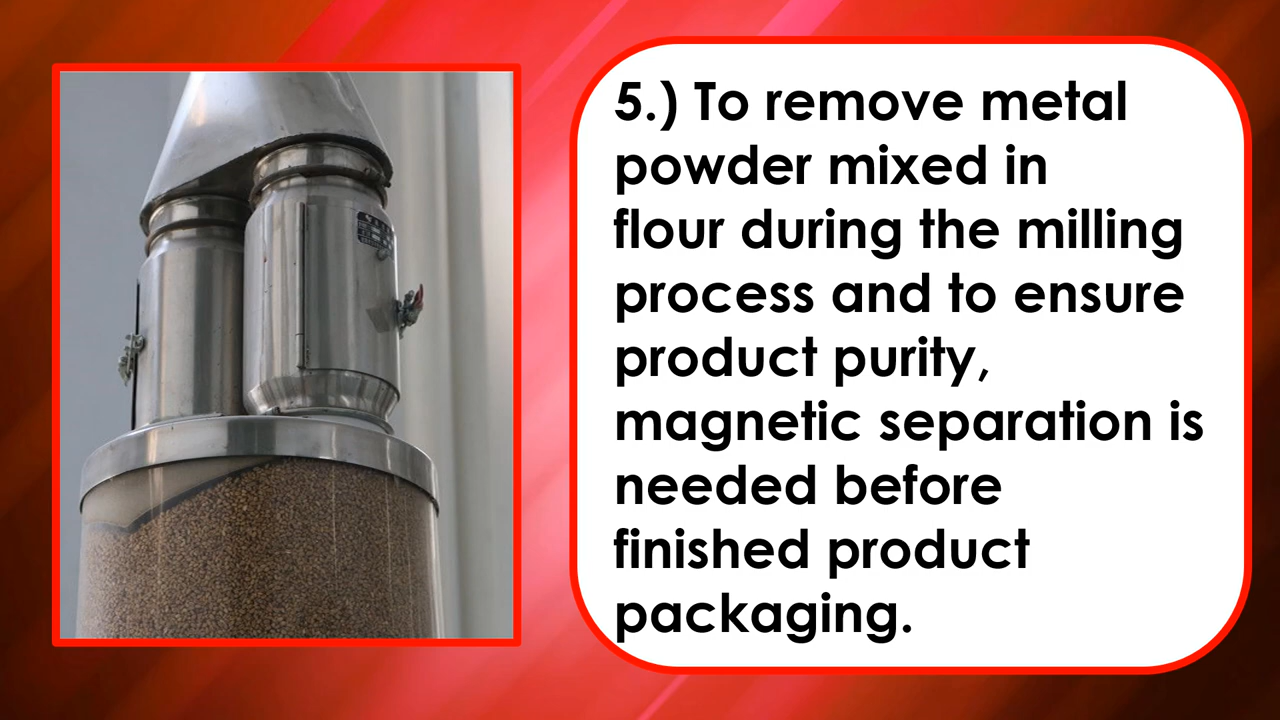 5.) To remove metal
powder mixed in
flour during the milling
process and to ensure
product purity,
magnetic separation is
needed before
finished product
packaging.